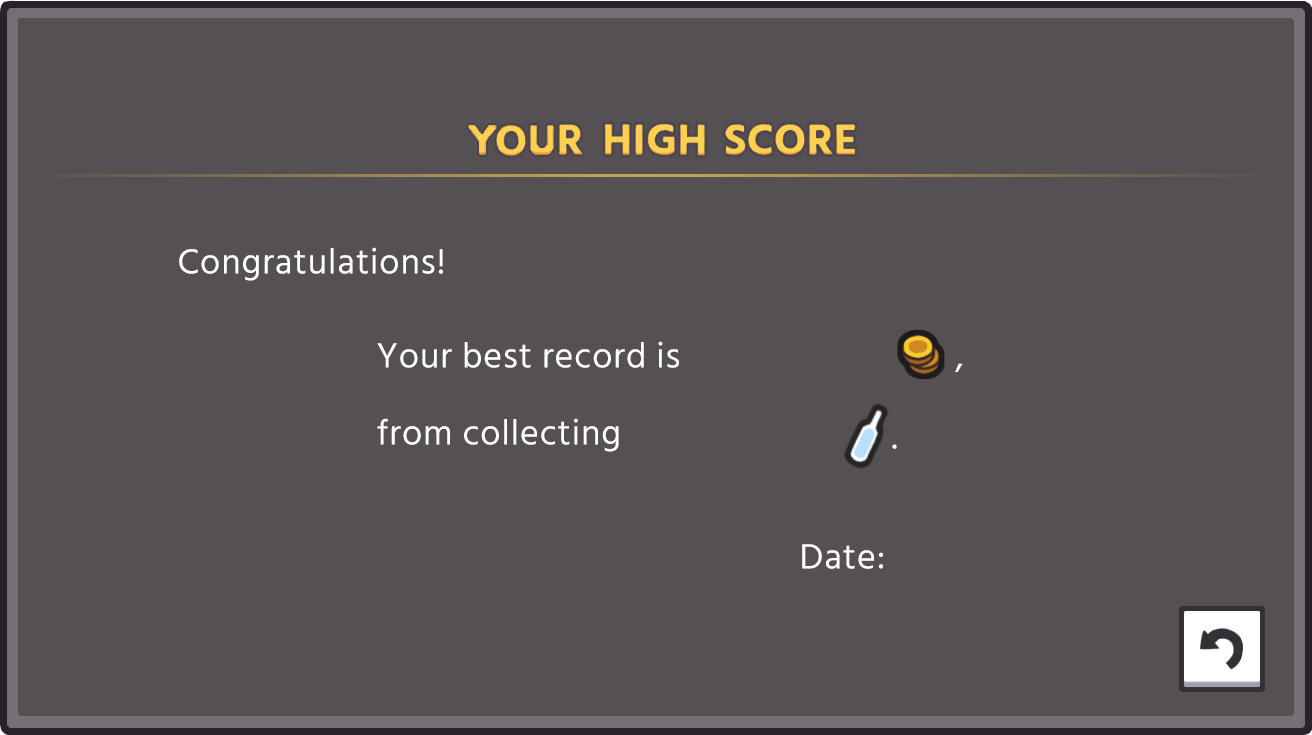 YOUR HIGH SCORE
Congratulations!
Your best record is ,
from collecting .
Date: